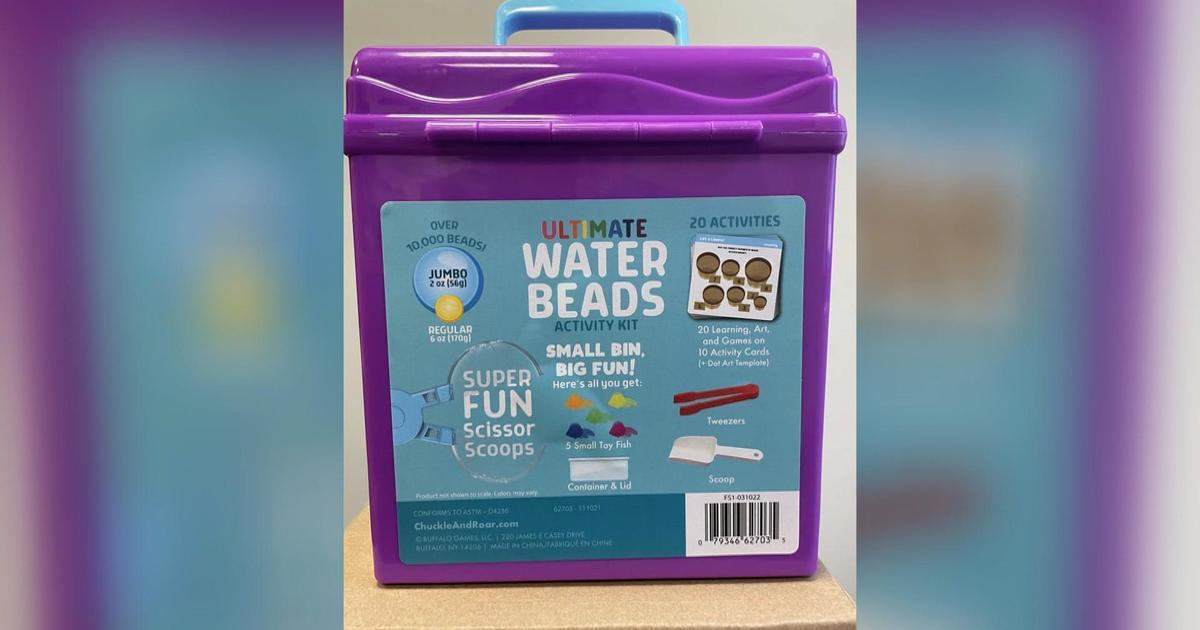 OVER
10,000 BEADS!
JUMBO
2 oz (56g)
REGULAR
6 oz (170g)
ULTIMATE
WATER
BEADS
ACTIVITY KIT
20 ACTIVITIES
20 Learning, Art,
and Games on
10 Activity Cards
(+ Dot Art Template)
SMALL BIN,
BIG FUN!
Here's all you get:
SUPER
FUN
Scissor
Scoops
5 Small Toy Fish
Container & Lid
Tweezers
Scoop
Product not shown to scale. Colors may vary.
CONFORMS TO ASTM - D4236
62703 - 111021
ChuckleAndRoar.com
© BUFFALO GAMES, LLC | 220 JAMES E CASEY DRIVE
BUFFALO, NY 14206 | MADE IN CHINA/FABRIQUÉ EN CHINE
F51-031022
0 79346 62703 5